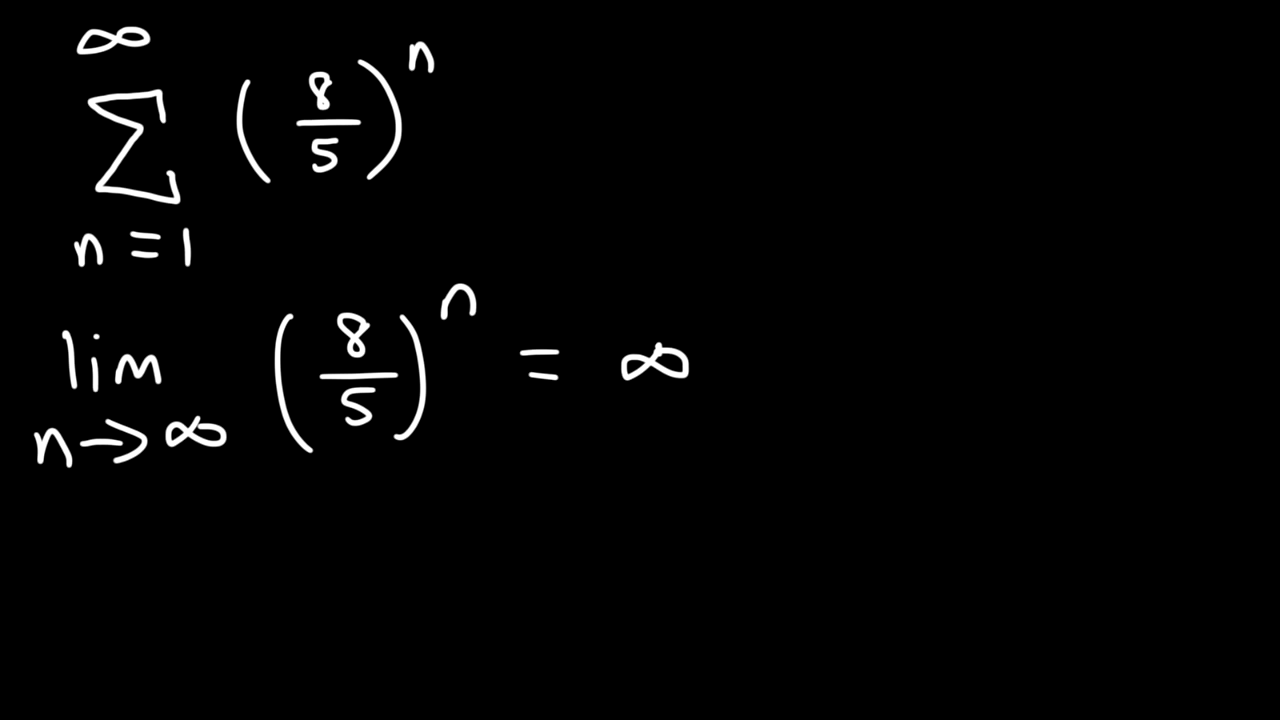 ∞
∑ (8/5)^n
n = 1
lim (8/5)^n = ∞
n → ∞